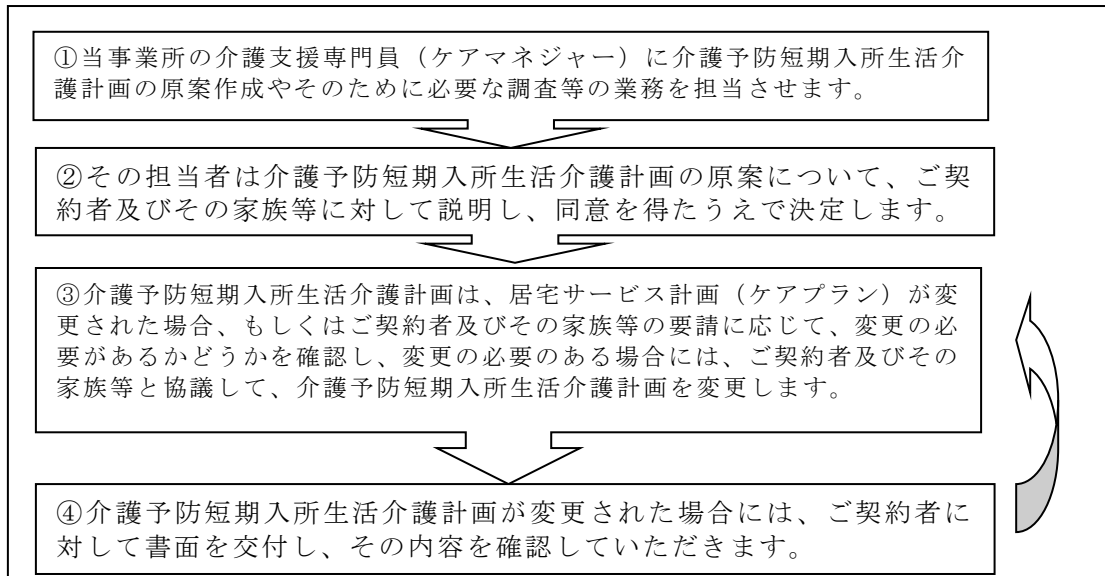 ①当事業所の介護支援専門員（ケアマネジャー）に介護予防短期入所生活介
護計画の原案作成やそのために必要な調査等の業務を担当させます。
②その担当者は介護予防短期入所生活介護計画の原案について、ご契
約者及びその家族等に対して説明し、同意を得たうえで決定します。
③介護予防短期入所生活介護計画は、居宅サービス計画（ケアプラン）が変
更された場合、もしくはご契約者及びその家族等の要請に応じて、変更の必
要があるかどうかを確認し、変更の必要のある場合には、ご契約者及びその
家族等と協議して、介護予防短期入所生活介護計画を変更します。
④介護予防短期入所生活介護計画が変更された場合には、ご契約者に
対して書面を交付し、その内容を確認していただきます。